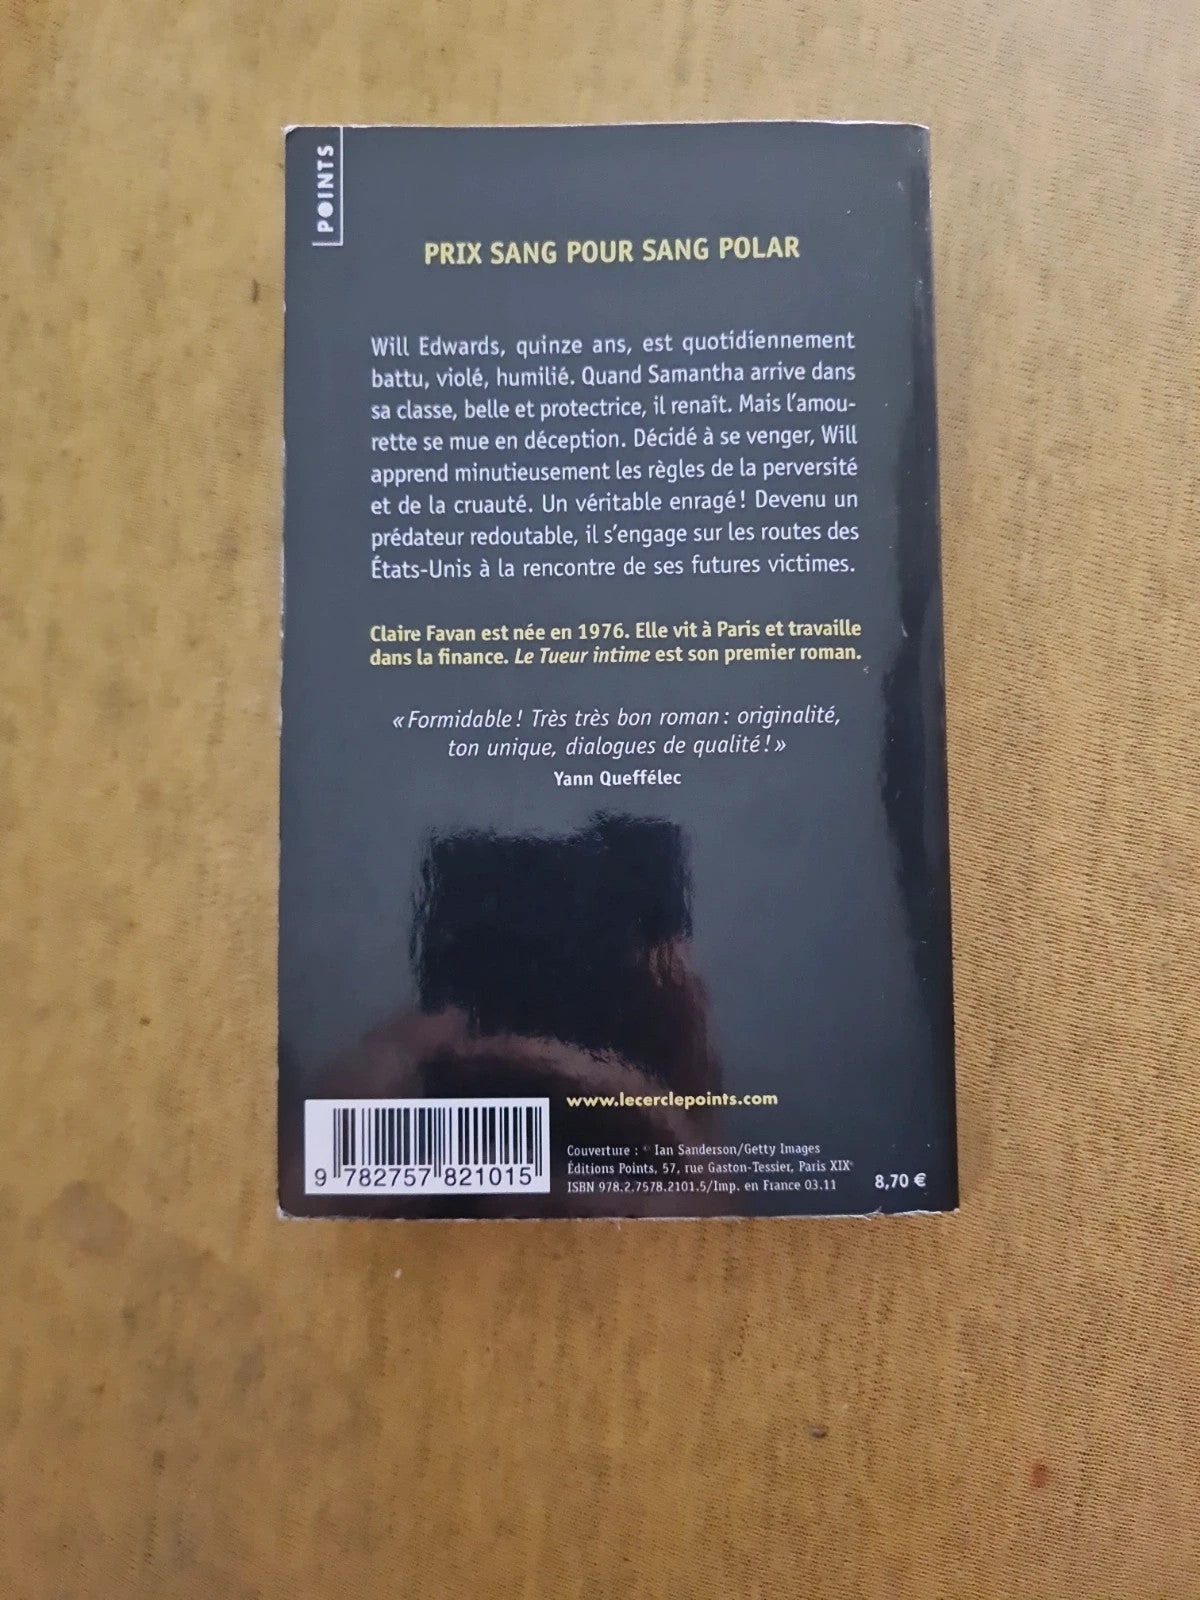 POINTS
PRIX SANG POUR SANG POLAR
Will Edwards, quinze ans, est quotidiennement
battu, violé, humilié. Quand Samantha arrive dans
sa classe, belle et protectrice, il renaît. Mais l’amou-
rette se mue en déception. Décidé à se venger, Will
apprend minutieusement les règles de la perversité
et de la cruauté. Un véritable enragé ! Devenu un
prédateur redoutable, il s’engage sur les routes des
États-Unis à la rencontre de ses futures victimes.
Claire Favan est née en 1976. Elle vit à Paris et travaille
dans la finance. Le Tueur intime est son premier roman.
« Formidable ! Très très bon roman : originalité,
ton unique, dialogues de qualité ! »
Yann Queffélec
www.lecerclepoints.com
Couverture : © Ian Sanderson/Getty Images
Éditions Points, 57, rue Gaston-Tessier, Paris XIXe
ISBN 978.2.7578.2101.5/Imp. en France 03.11
8,70 €
9 782757 821015